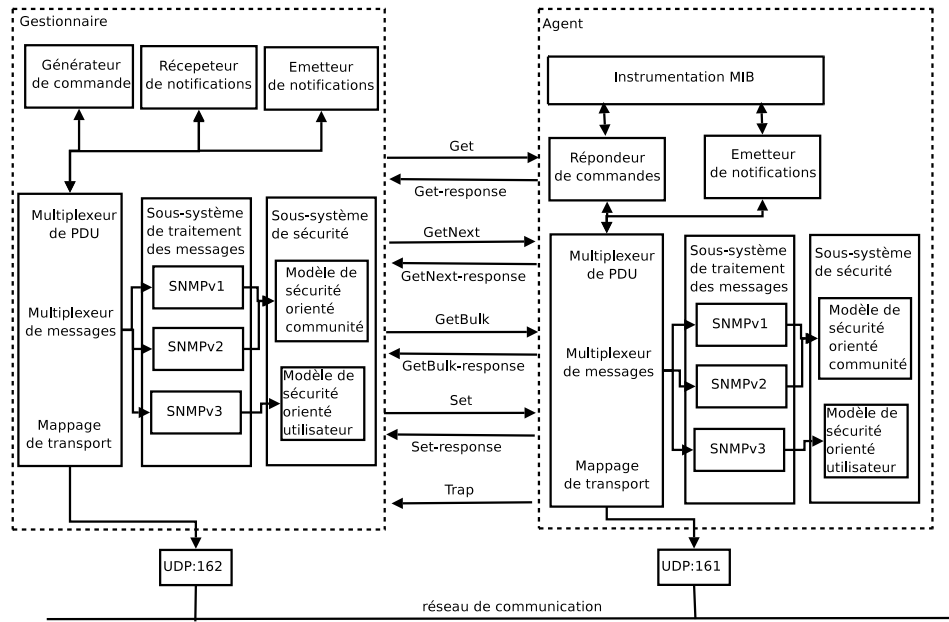 Gestionnaire
Générateur
de commande
Récepeteur
de notifications
Emetteur
de notifications
Multiplexeur
de PDU
Multiplexeur
de messages
Mappage
de transport
Sous-système
de traitement
des messages
SNMPv1
SNMPv2
SNMPv3
Sous-système
de sécurité
Modèle de
sécurité
orienté
communité
Modèle de
sécurité
orienté
utilisateur
UDP:162
Get
Get-response
GetNext
GetNext-response
GetBulk
GetBulk-response
Set
Set-response
Trap
Agent
Instrumentation MIB
Répondeur
de commandes
Emetteur
de notifications
Multiplexeur
de PDU
Multiplexeur
de messages
Mappage
de transport
Sous-système
de traitement
des messages
SNMPv1
SNMPv2
SNMPv3
Sous-système
de sécurité
Modèle de
sécurité
orienté
communité
Modèle de
sécurité
orienté
utilisateur
UDP:161
réseau de communication